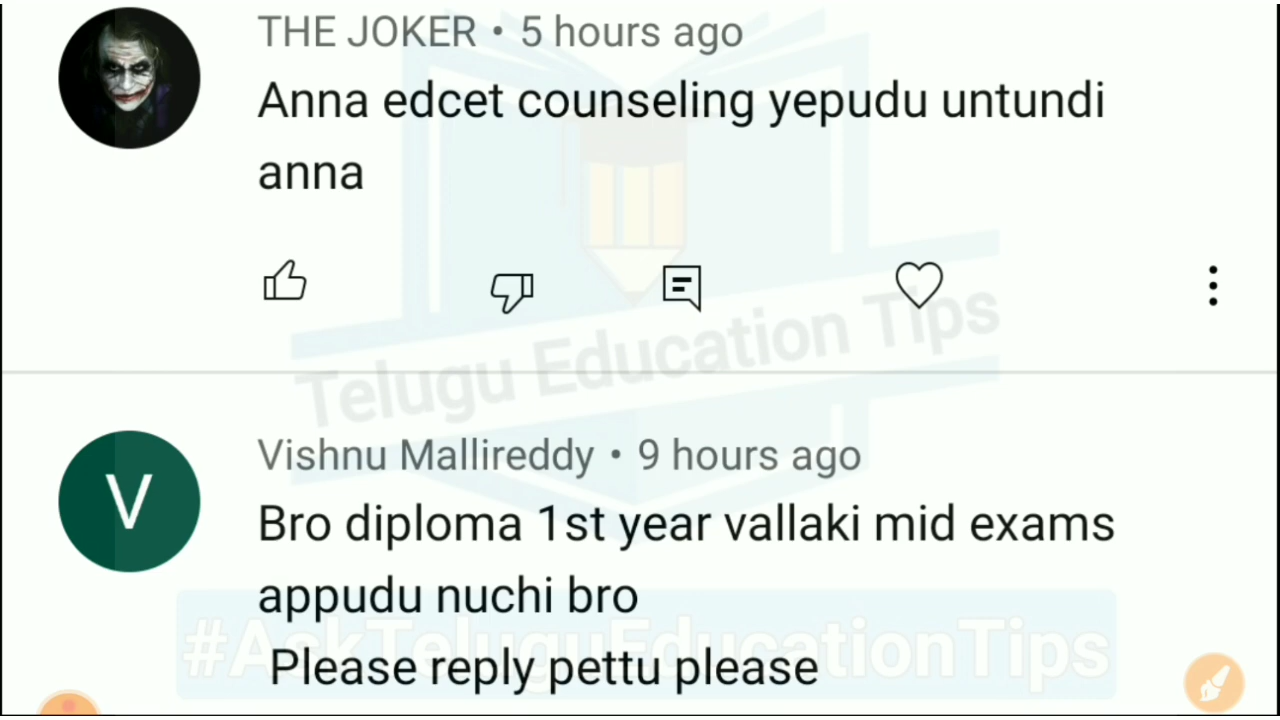 THE JOKER • 5 hours ago
Anna edcet counseling yepudu untundi
anna
Telugu Education Tips
Vishnu Mallireddy • 9 hours ago
V
Bro diploma 1st year vallaki mid exams
appudu nuchi bro
#AskTeluguEducationTips
Please reply pettu please